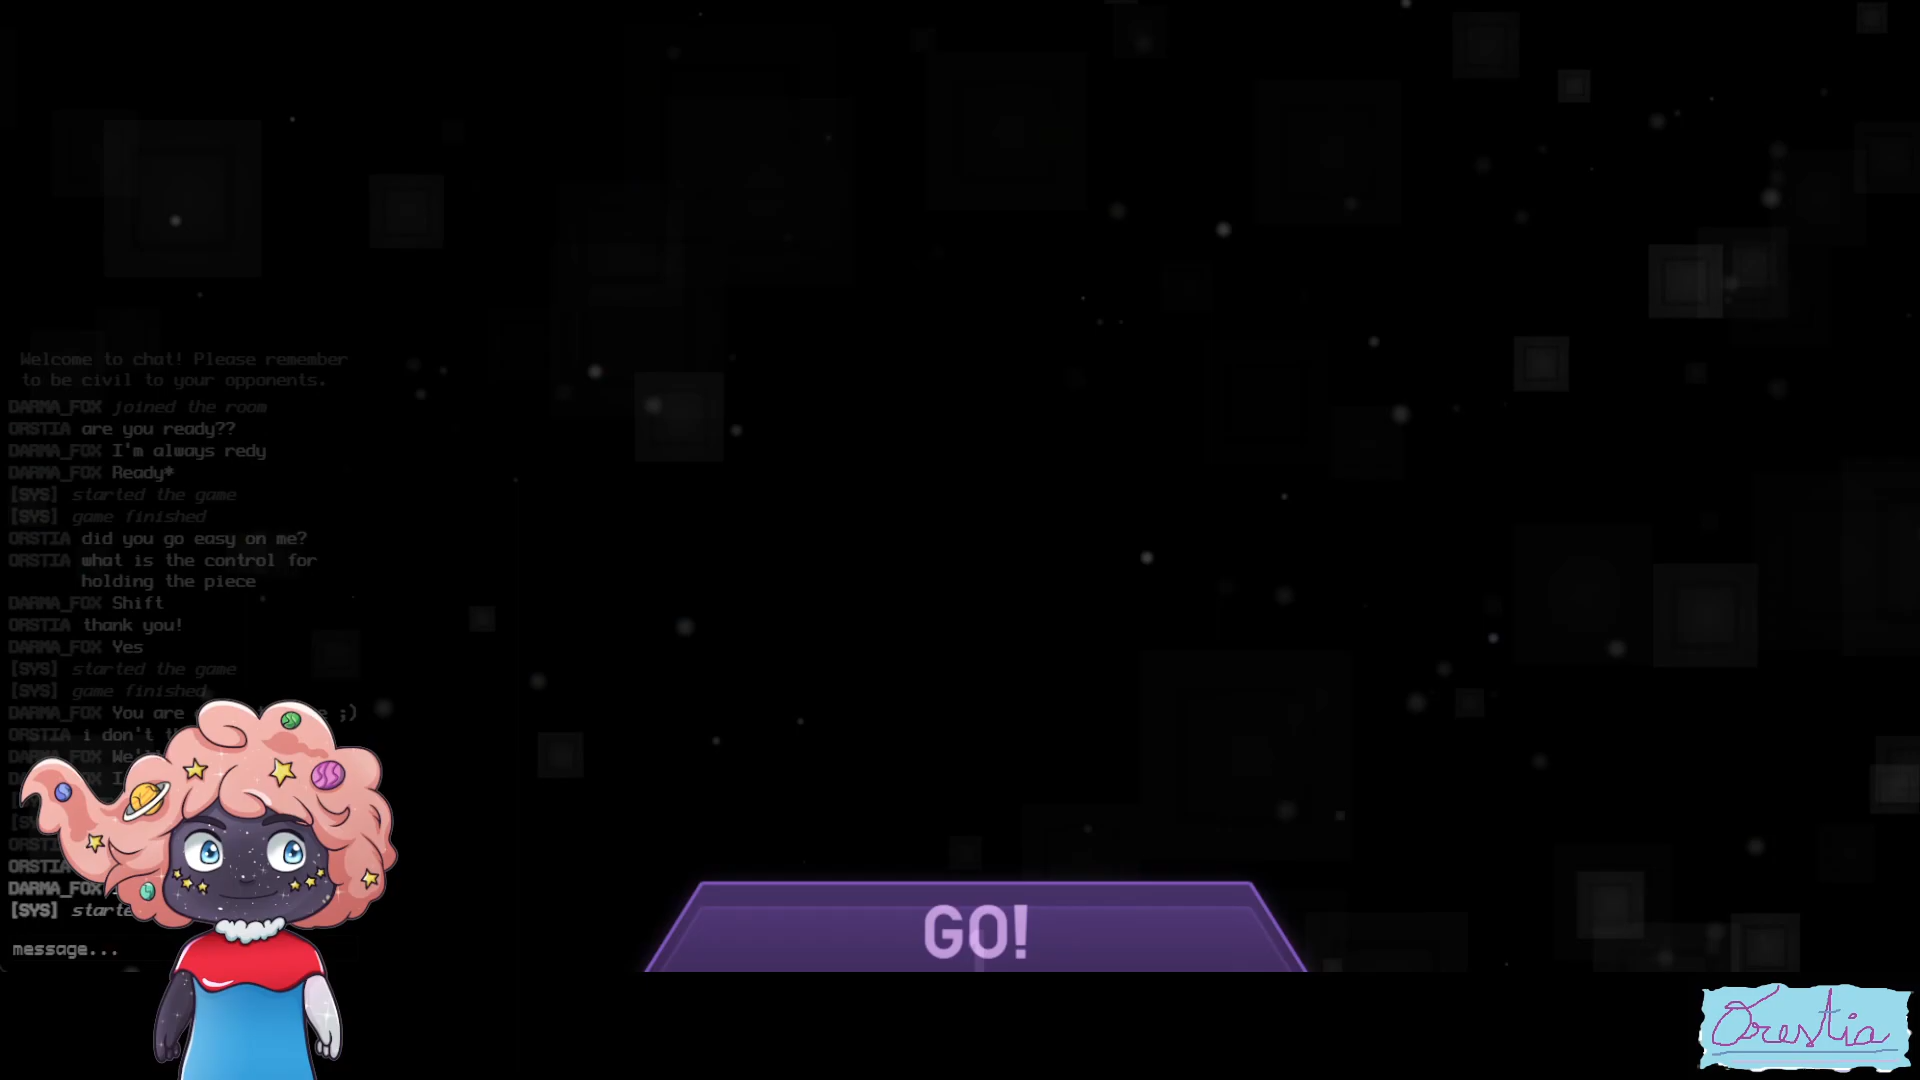 Welcome to chat! Please remember
to be civil to your opponents.
DARMA_FOX joined the room
ORSTIA are you ready??
DARMA_FOX I'm always redy
DARMA_FOX Ready*
[SYS] started the game
[SYS] game finished
ORSTIA did you go easy on me?
ORSTIA what is the control for
holding the piece
DARMA_FOX Shift
ORSTIA thank you!
DARMA_FOX Yes
[SYS] started the game
[SYS] game finished
DARMA_FOX You are ;)
ORSTIA i don't
DARMA_FOX
ORSTIA
ORSTIA
DARMA_FOX
[SYS]
message...
GO!
Orestia